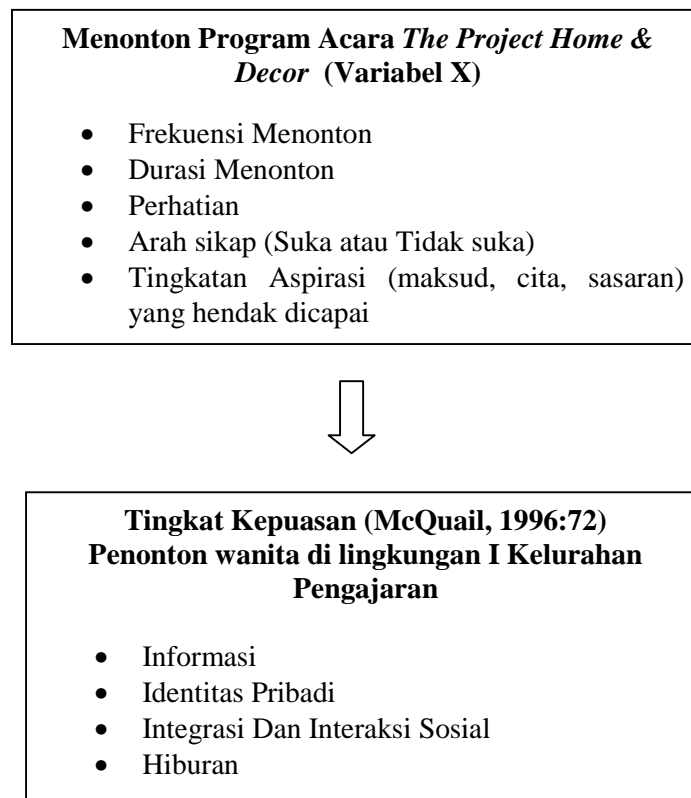 Menonton Program Acara The Project Home &
Decor (Variabel X)
• Frekuensi Menonton
• Durasi Menonton
• Perhatian
• Arah sikap (Suka atau Tidak suka)
• Tingkatan Aspirasi (maksud, cita, sasaran)
yang hendak dicapai
Tingkat Kepuasan (McQuail, 1996:72)
Penonton wanita di lingkungan I Kelurahan
Pengajaran
• Informasi
• Identitas Pribadi
• Integrasi Dan Interaksi Sosial
• Hiburan